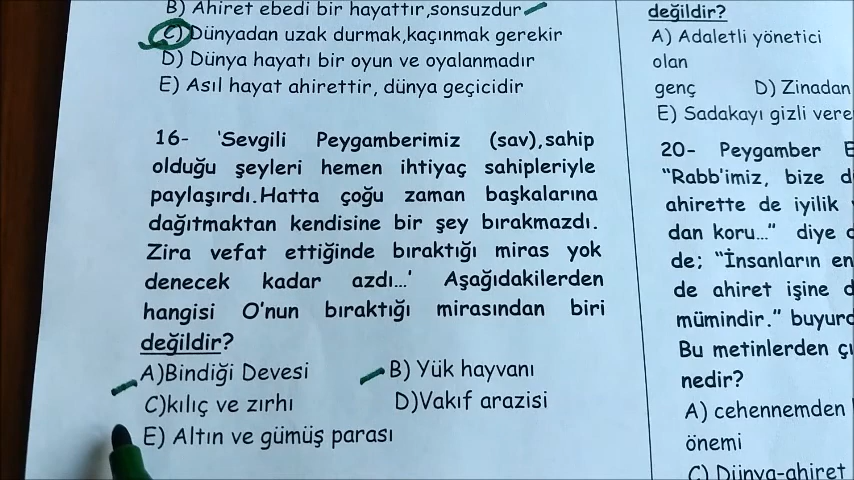 B) Ahiret ebedi bir hayattır,sonsuzdur
C) Dünyadan uzak durmak,kaçınmak gerekir
D) Dünya hayatı bir oyun ve oyalanmadır
E) Asıl hayat ahirettir, dünya geçicidir
16- 'Sevgili Peygamberimiz (sav),sahip
olduğu şeyleri hemen ihtiyaç sahipleriyle
paylaşırdı.Hatta çoğu zaman başkalarına
dağıtmaktan kendisine bir şey bırakmazdı.
Zira vefat ettiğinde bıraktığı miras yok
denecek kadar azdı...' Aşağıdakilerden
hangisi O'nun bıraktığı mirasından biri
değildir?
A)Bindiği Devesi B) Yük hayvanı
C)kılıç ve zırhı D)Vakıf arazisi
E) Altın ve gümüş parası
değildir?
A) Adaletli yönetici
olan
genç D) Zinadan
E) Sadakayı gizli vere
20- Peygamber E
"Rabb'imiz, bize d
ahirette de iyilik
dan koru..." diye
de; "İnsanların en
de ahiret işine d
mümindir." buyurd
Bu metinlerden çı
nedir?
A) cehennemden
önemi
C) Dünya-ahiret